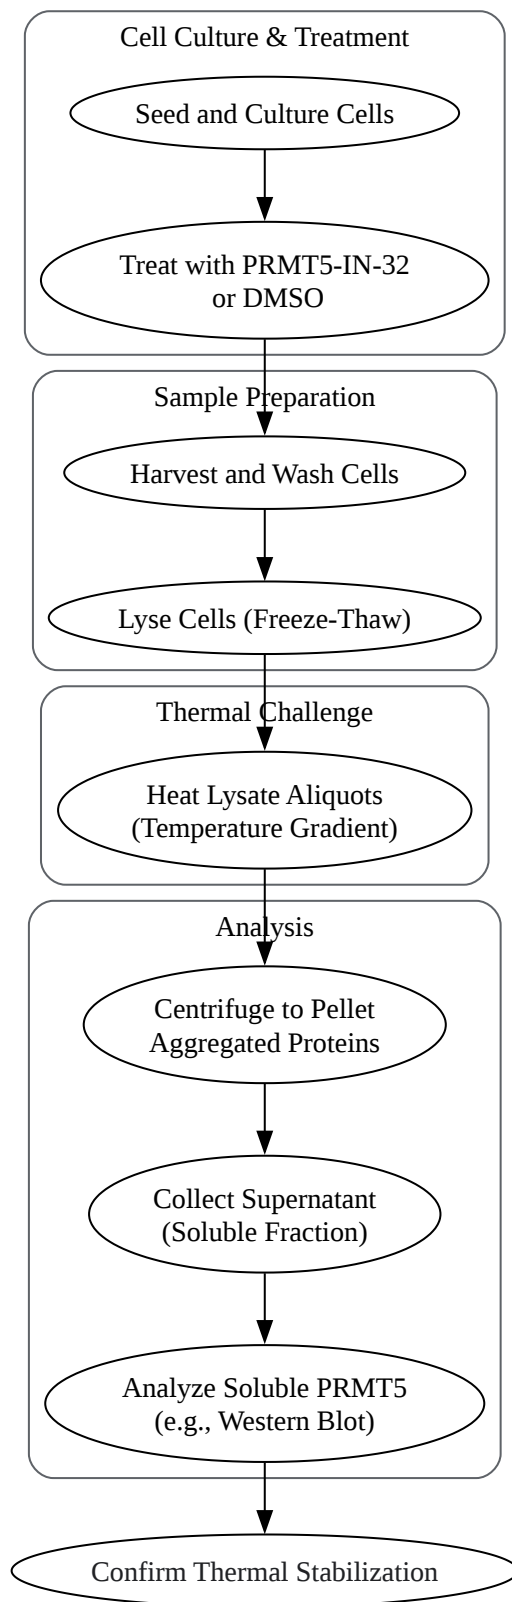 Cell Culture & Treatment
Seed and Culture Cells
Treat with PRMT5-IN-32
or DMSO
Sample Preparation
Harvest and Wash Cells
Lyse Cells (Freeze-Thaw)
Thermal Challenge
Heat Lysate Aliquots
(Temperature Gradient)
Analysis
Centrifuge to Pellet
Aggregated Proteins
Collect Supernatant
(Soluble Fraction)
Analyze Soluble PRMT5
(e.g., Western Blot)
Confirm Thermal Stabilization